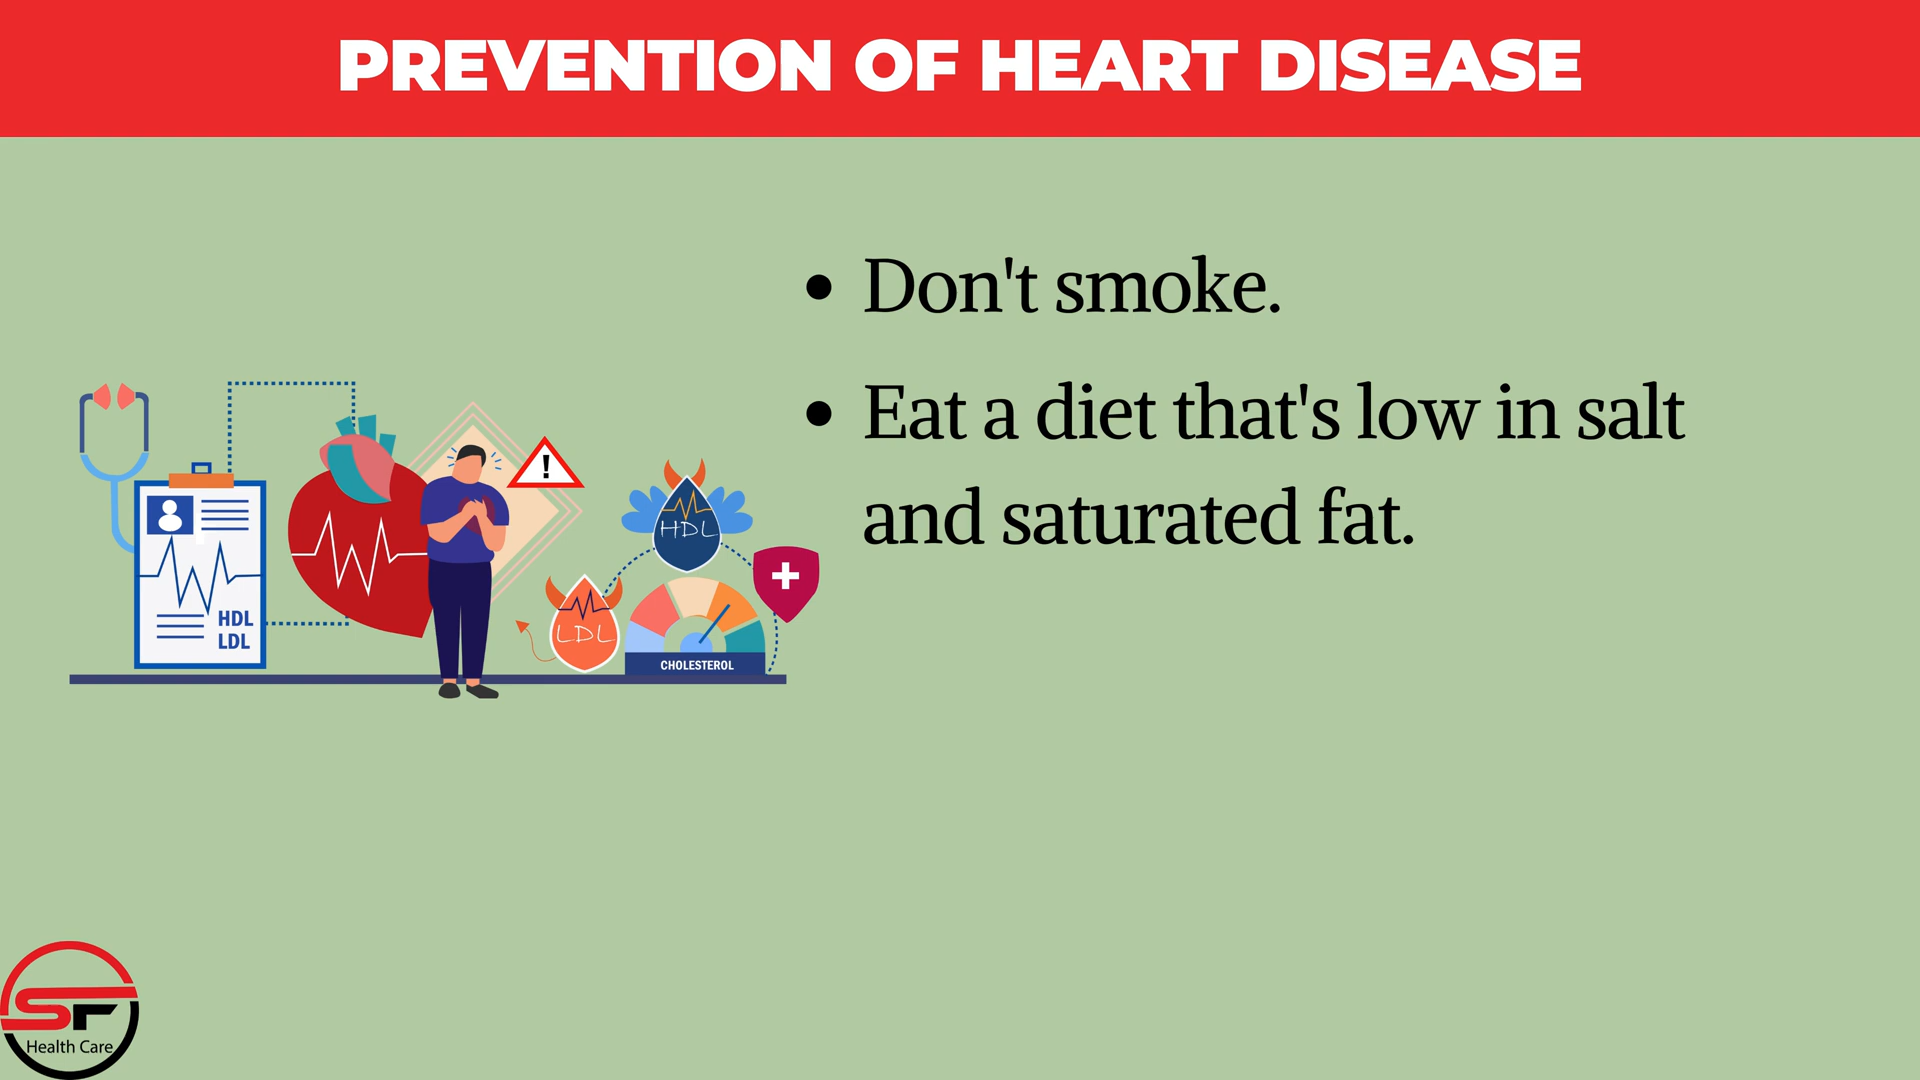 PREVENTION OF HEART DISEASE
• Don't smoke.
• Eat a diet that's low in salt
and saturated fat.
!
HDL
LDL
HDL
LDL
CHOLESTEROL
SF
Health Care